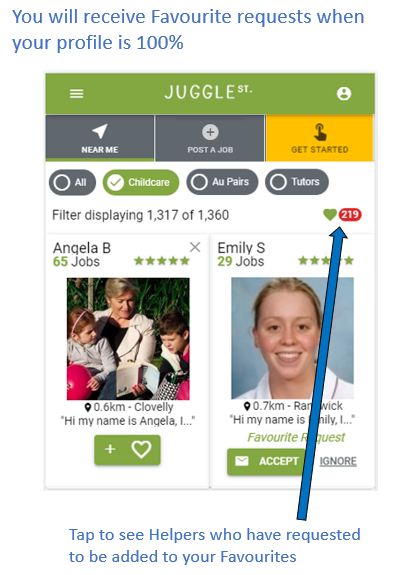 You will receive Favourite requests when
your profile is 100%
JUGGLE ST.
NEAR ME
POST A JOB
GET STARTED
All
Childcare
Au Pairs
Tutors
Filter displaying 1,317 of 1,360
219
Angela B
65 Jobs
Emily S
29 Jobs
0.6km - Clovelly
"Hi my name is Angela, I..."
0.7km - Randwick
"Hi my name is Emily, I..."
Favourite Request
ACCEPT
IGNORE
Tap to see Helpers who have requested
to be added to your Favourites